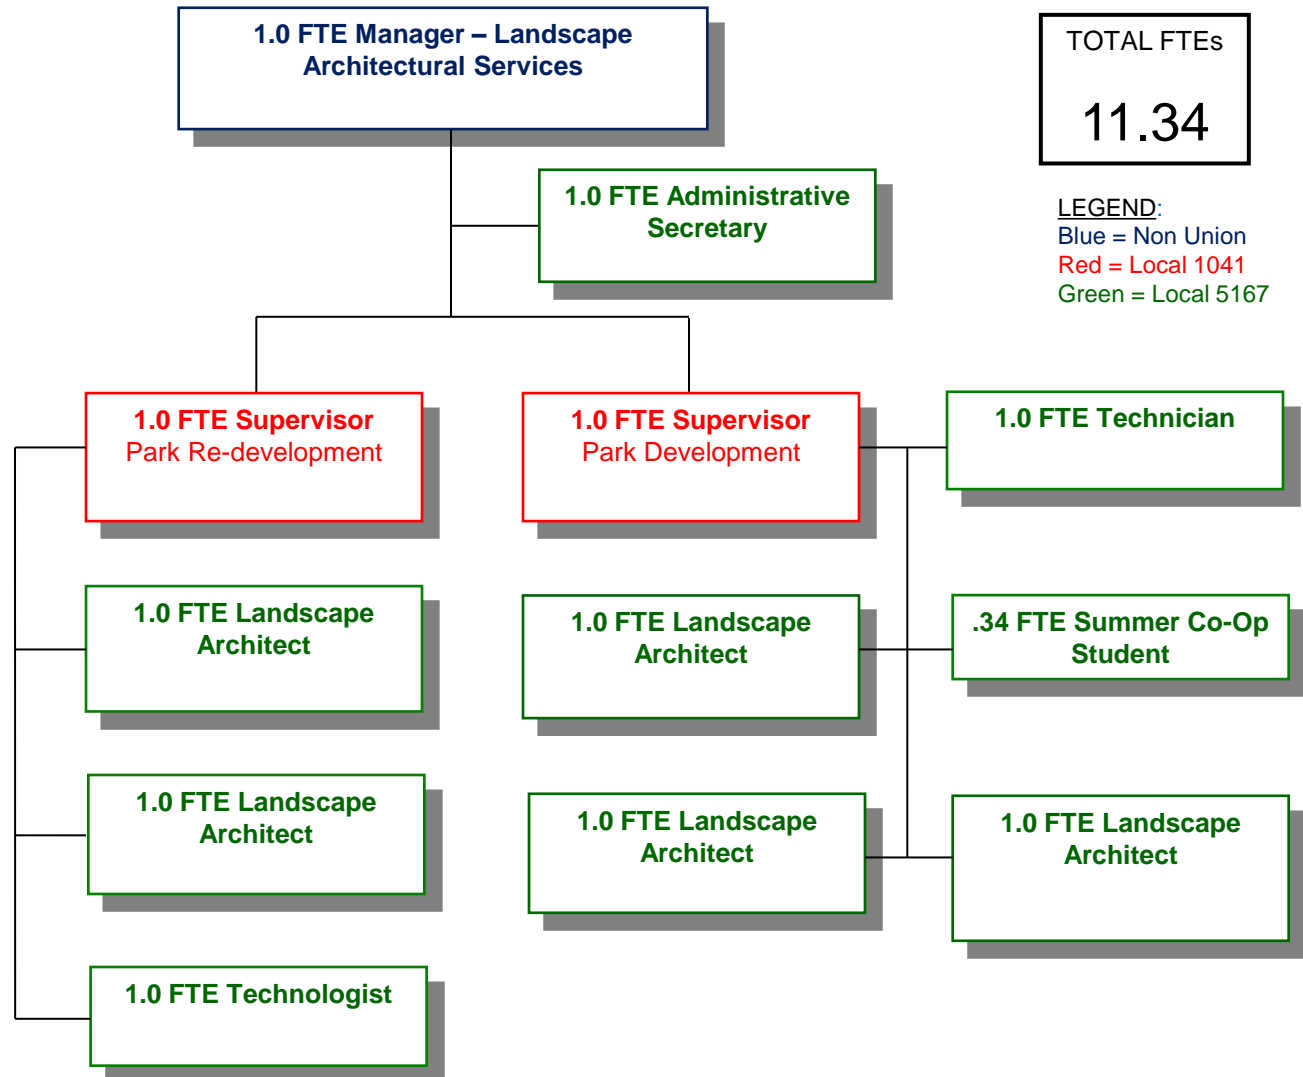 1.0 FTE Manager – Landscape
Architectural Services
TOTAL FTEs
11.34
1.0 FTE Administrative
Secretary
LEGEND:
Blue = Non Union
Red = Local 1041
Green = Local 5167
1.0 FTE Supervisor
Park Re-development
1.0 FTE Supervisor
Park Development
1.0 FTE Technician
1.0 FTE Landscape
Architect
1.0 FTE Landscape
Architect
.34 FTE Summer Co-Op
Student
1.0 FTE Landscape
Architect
1.0 FTE Landscape
Architect
1.0 FTE Landscape
Architect
1.0 FTE Technologist